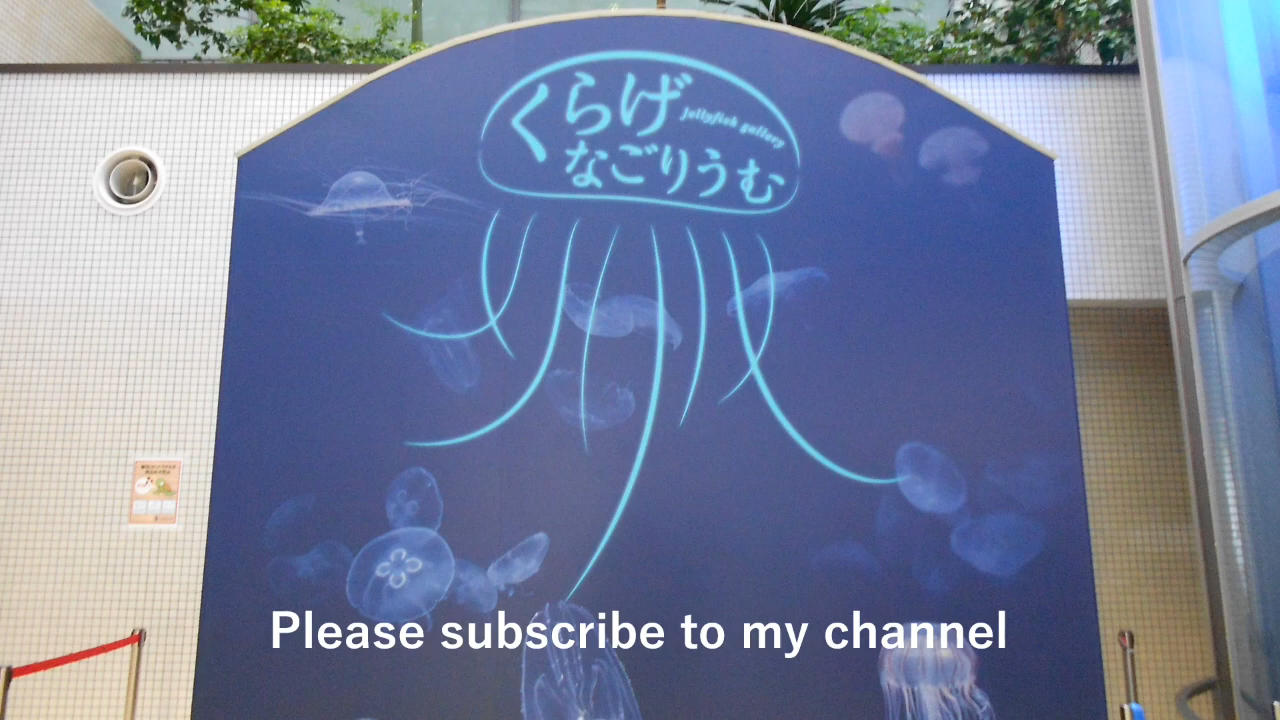 くらげ
jellyfish gallery
なごりうむ
Please subscribe to my channel